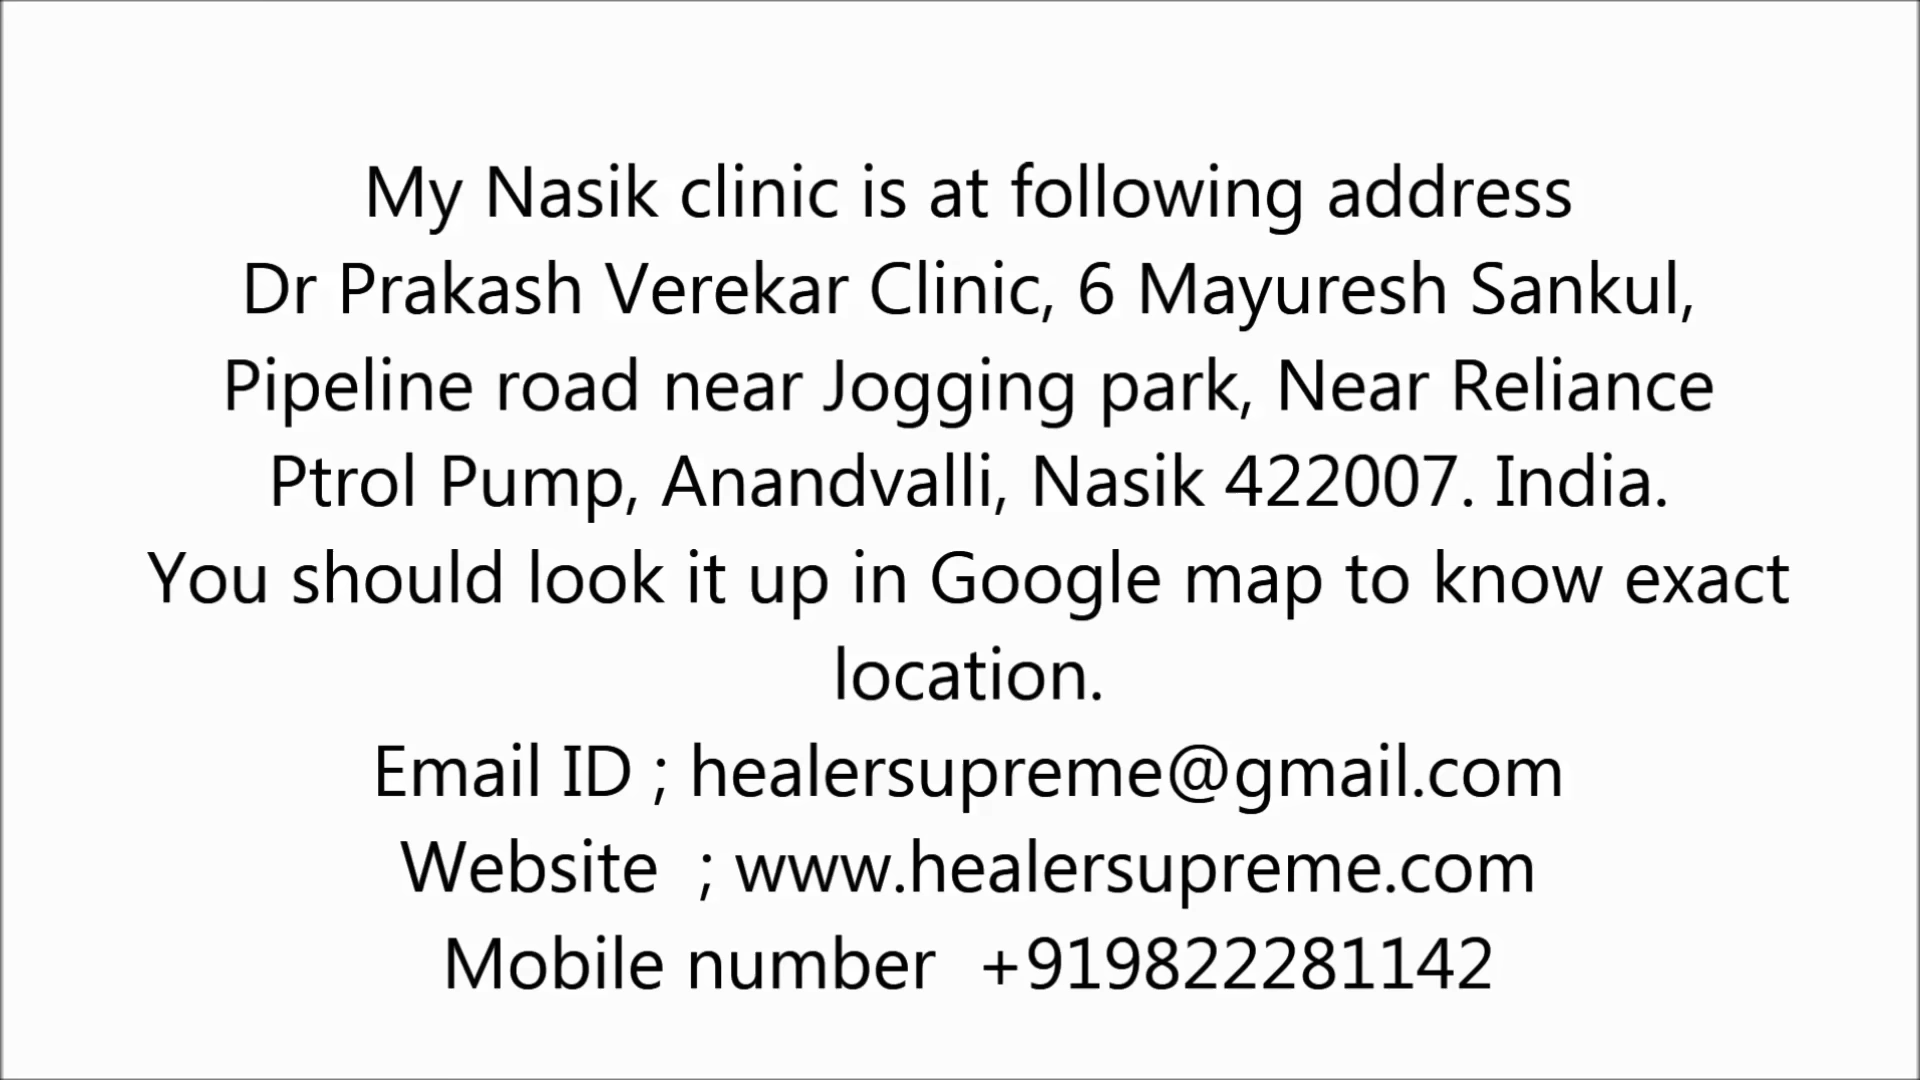 My Nasik clinic is at following address
Dr Prakash Verekar Clinic, 6 Mayuresh Sankul,
Pipeline road near Jogging park, Near Reliance
Ptrol Pump, Anandvalli, Nasik 422007. India.
You should look it up in Google map to know exact
location.
Email ID ; healersupreme@gmail.com
Website  ; www.healersupreme.com
Mobile number  +919822281142